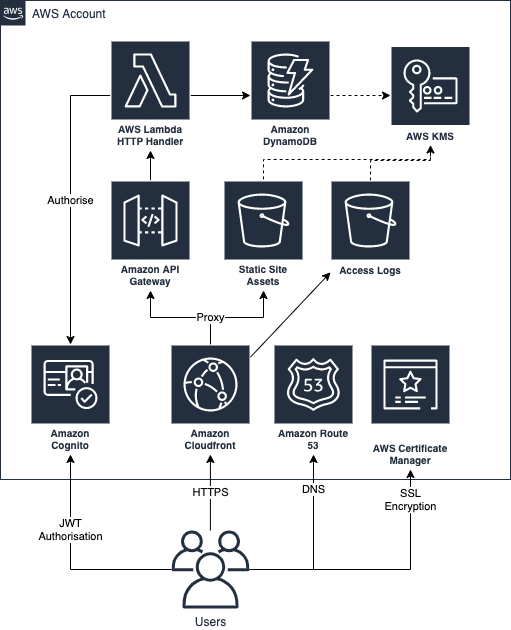 aws
AWS Account
AWS Lambda
HTTP Handler
Amazon
DynamoDB
AWS KMS
Authorise
</>
Amazon API
Gateway
Static Site
Assets
Access Logs
Proxy
53
Amazon
Cognito
Amazon
Cloudfront
Amazon Route
53
AWS Certificate
Manager
HTTPS
DNS
SSL
Encryption
JWT
Authorisation
Users